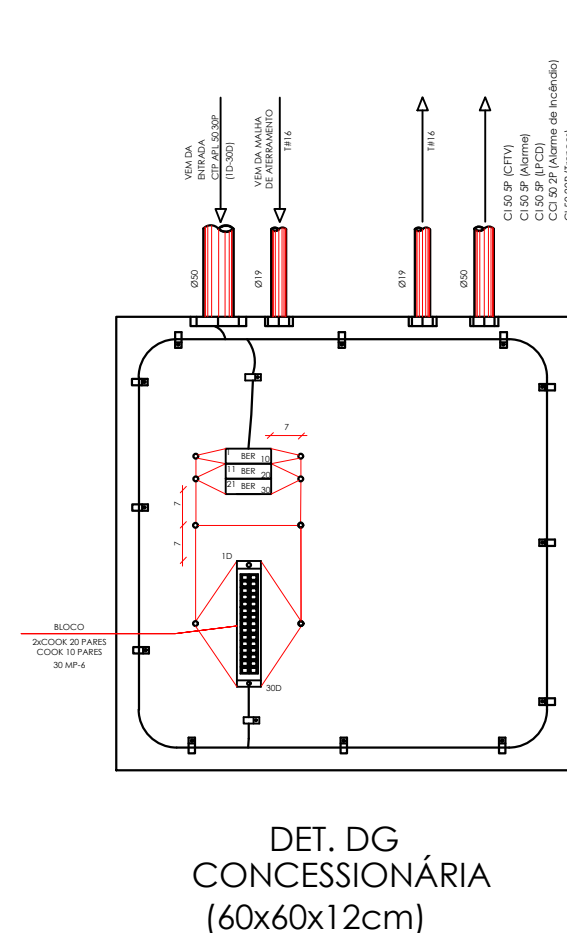 VEM DA
ENTRADA
CTP APL 50 30P
(1D-30D)
VEM DA MALHA
DE ATERRAMENTO
T#16
T#16
CI 50 5P (CFTV)
CI 50 5P (Alarme)
CI 50 5P (LPCD)
CCI 50 2P (Alarme de Incêndio)
Ø50
Ø19
Ø19
Ø50
7
1 BER 10
11 BER 20
21 BER 30
7
7
1D
30D
BLOCO
2xCOOK 20 PARES
COOK 10 PARES
30 MP-6
DET. DG
CONCESSIONÁRIA
(60x60x12cm)